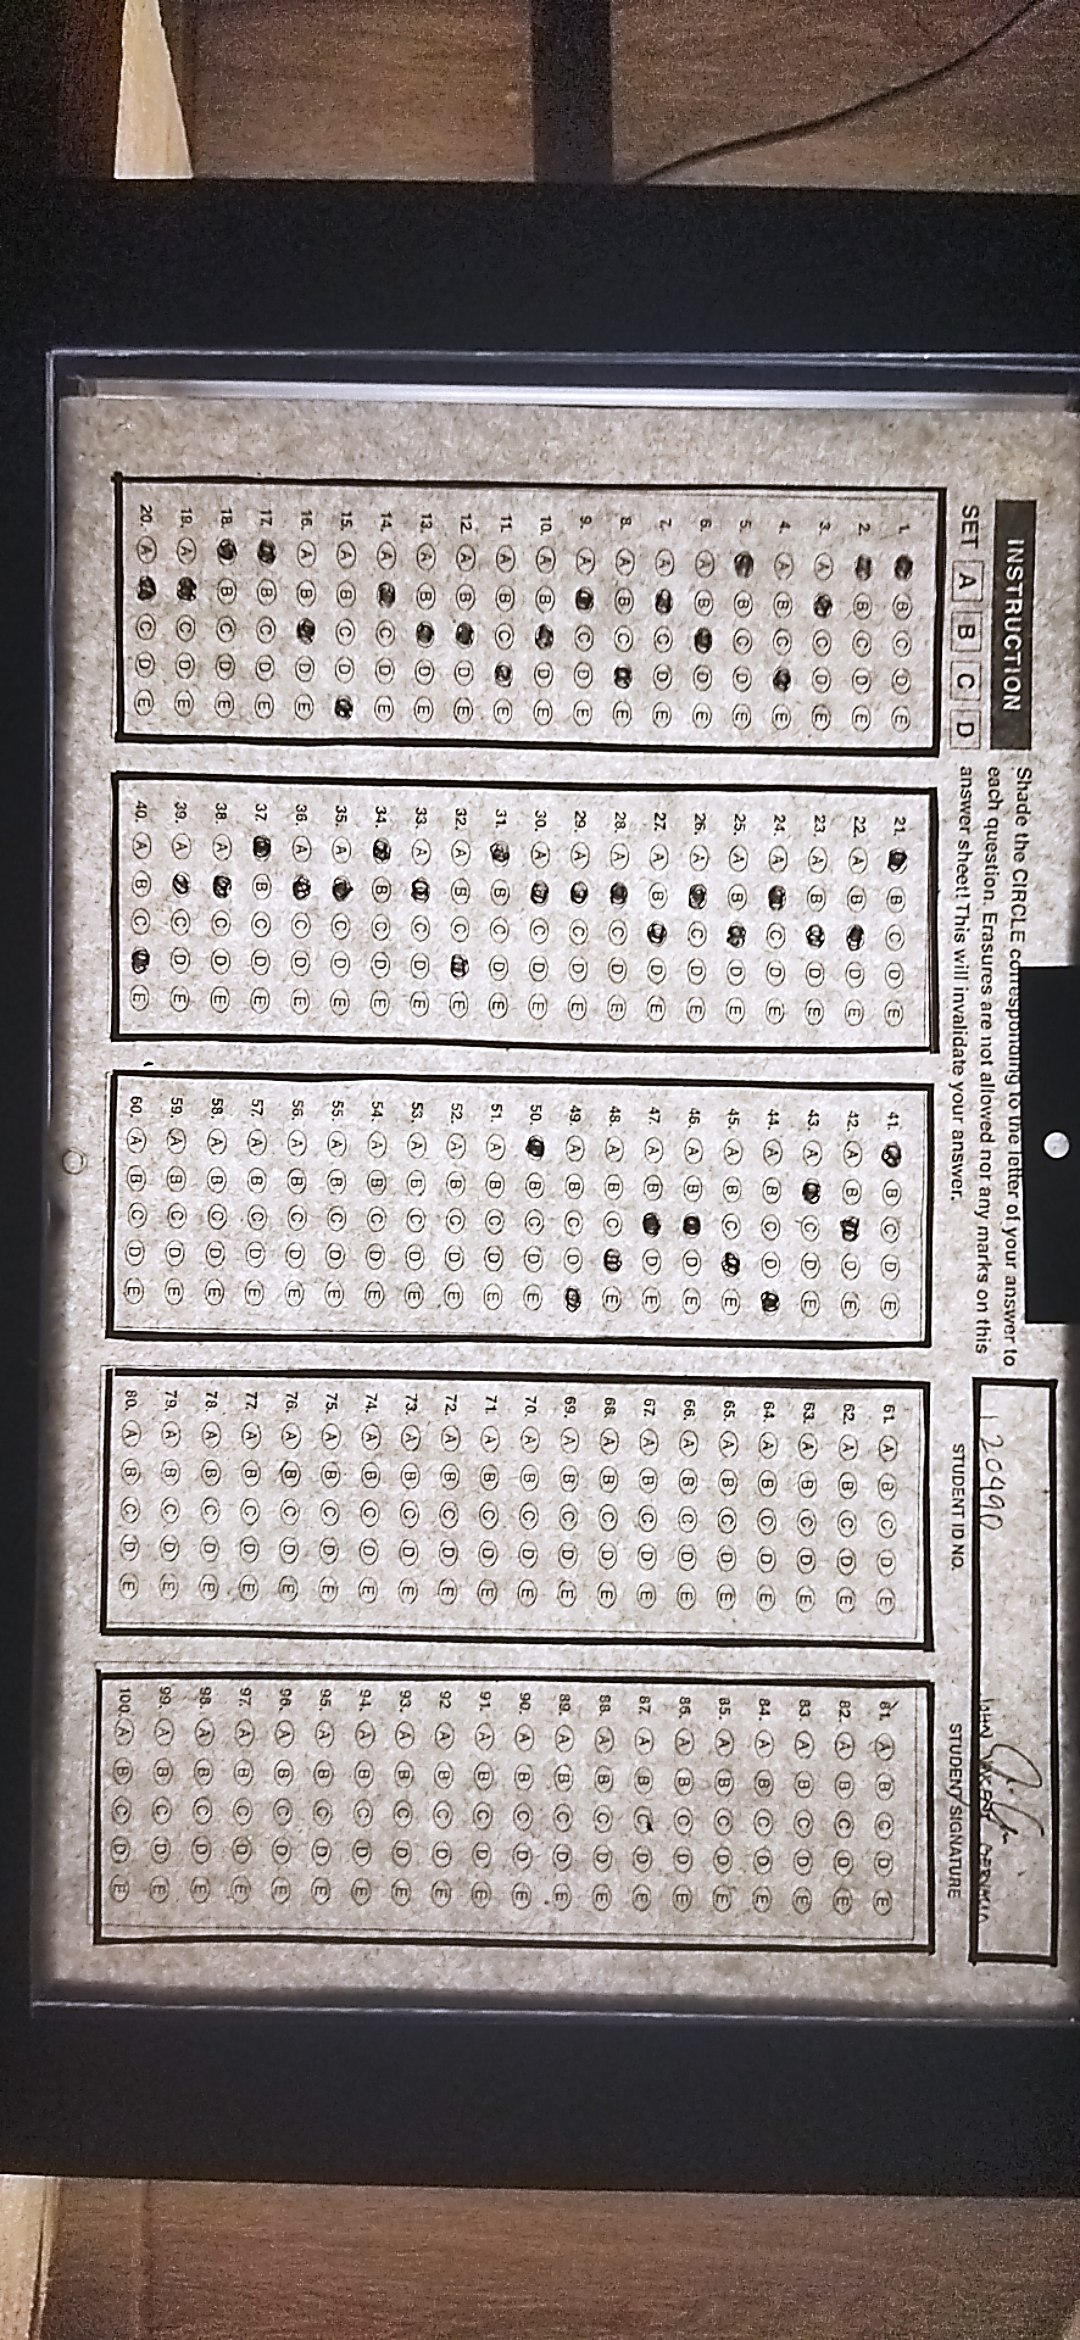 INSTRUCTION
Shade the CIRCLE corresponding to the letter of your answer to
each question. Erasures are not allowed nor any marks on this
answer sheet! This will invalidate your answer.
SET A B C D
120490
JOHN
STUDENT ID NO.
STUDENT SIGNATURE
1. B C D E
2. B C D E
3. A C D E
4. A B C E
5. B C D E
6. A B D E
7. A C D E
8. A B C E
9. A C D E
10. A B D E
11. A B C E
12. A B D E
13. A B D E
14. A C D E
15. A B C D
16. A B D E
17. B C D E
18. B C D E
19. A C D E
20. A C D E
21. B C D E
22. A B D E
23. A B D E
24. A C D E
25. A B D E
26. A C D E
27. A B D E
28. A C D E
29. A C D E
30. A C D E
31. B C D E
32. A B C E
33. A C D E
34. B C D E
35. A C D E
36. A C D E
37. B C D E
38. A C D E
39. A C D E
40. A B C E
41. B C D E
42. A B D E
43. A C D E
44. A B C D
45. A B C E
46. A B D E
47. A B D E
48. A B C E
49. A B C D
50. B C D E
51. A B C D E
52. A B C D E
53. A B C D E
54. A B C D E
55. A B C D E
56. A B C D E
57. A B C D E
58. A B C D E
59. A B C D E
60. A B C D E
61. A B C D E
62. A B C D E
63. A B C D E
64. A B C D E
65. A B C D E
66. A B C D E
67. A B C D E
68. A B C D E
69. A B C D E
70. A B C D E
71. A B C D E
72. A B C D E
73. A B C D E
74. A B C D E
75. A B C D E
76. A B C D E
77. A B C D E
78. A B C D E
79. A B C D E
80. A B C D E
81. A B C D E
82. A B C D E
83. A B C D E
84. A B C D E
85. A B C D E
86. A B C D E
87. A B C D E
88. A B C D E
89. A B C D E
90. A B C D E
91. A B C D E
92 A B C D E
93. A B C D E
94. A B C D E
95. A B C D E
96. A B C D E
97. A B C D E
98. A B C D E
99. A B C D E
100. A B C D E